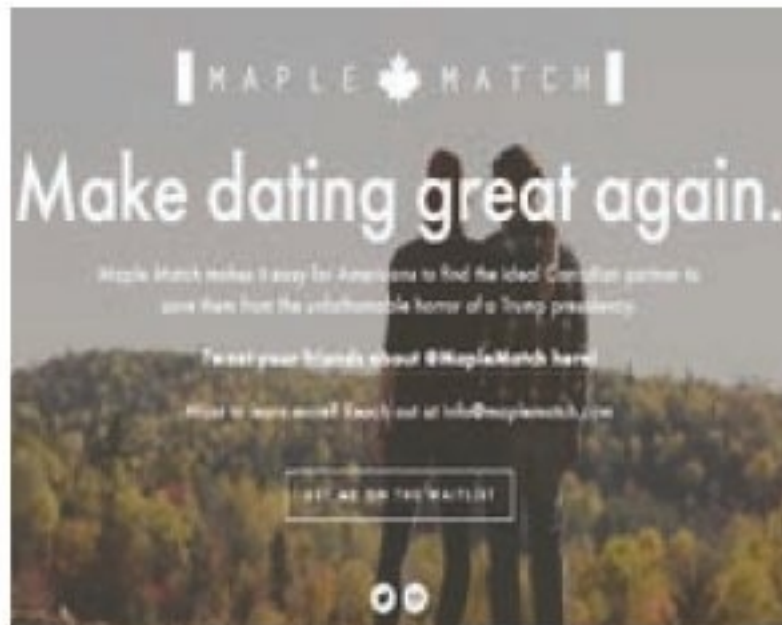 MAPLE MATCH
Make dating great again.
Maple Match makes it easy for Americans to find the ideal Canadian partner to
save them from the unfathomable horror of a Trump presidency.
Tweet your friends about @MapleMatch here!
Want to learn more? Reach out at info@maplematch.com
GET ME ON THE WAITLIST